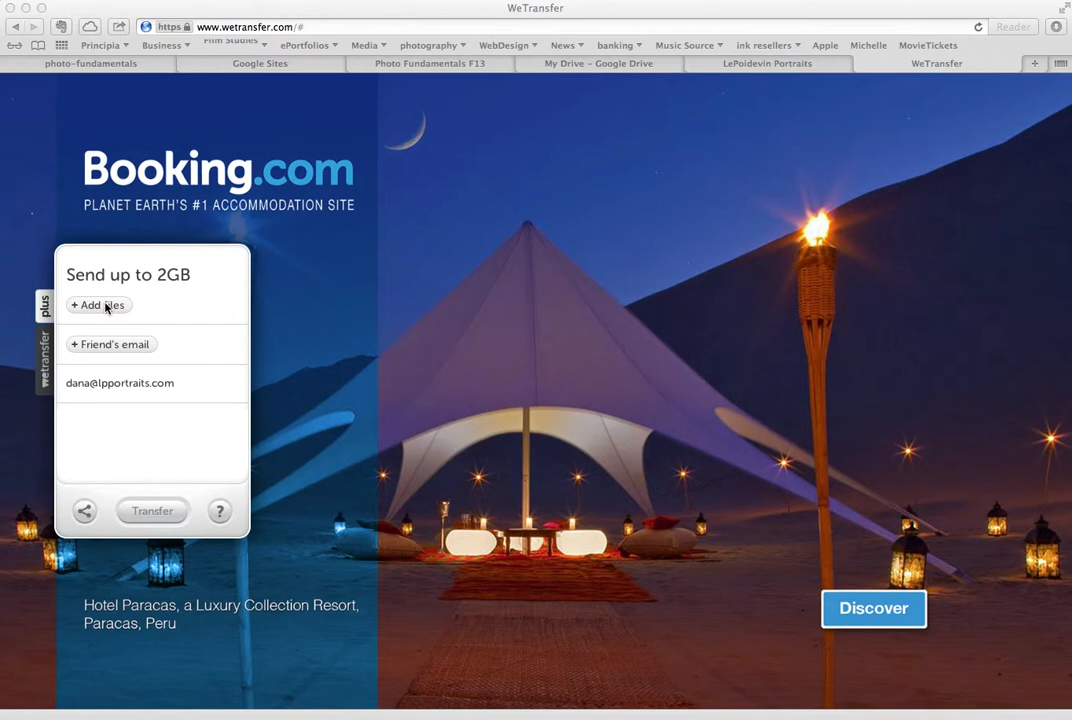 WeTransfer
https www.wetransfer.com/# Reader
Principia Business Film Studies ePortfolios Media photography WebDesign News banking Music Source ink resellers Apple Michelle MovieTickets
photo-fundamentals Google Sites Photo Fundamentals F13 My Drive – Google Drive LePoidevin Portraits WeTransfer +
Booking.com
PLANET EARTH'S #1 ACCOMMODATION SITE
Send up to 2GB
+ Add files
+ Friend's email
dana@lpportraits.com
Transfer ?
wetransfer plus
Hotel Paracas, a Luxury Collection Resort,
Paracas, Peru
Discover